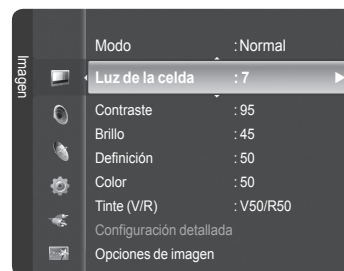 Imagen
Modo : Normal
Luz de la celda : 7
Contraste : 95
Brillo : 45
Definición : 50
Color : 50
Tinte (V/R) : V50/R50
Configuración detallada
Opciones de imagen